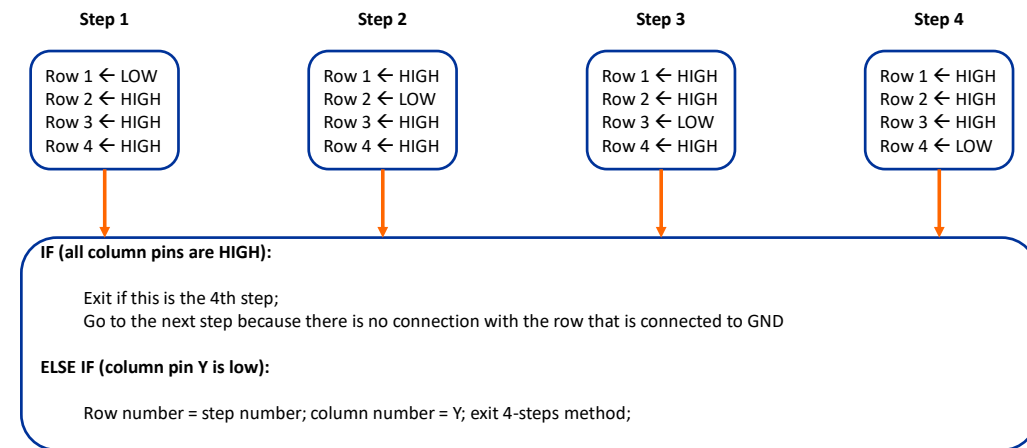 Step 1
Step 2
Step 3
Step 4
Row 1 ← LOW
Row 2 ← HIGH
Row 3 ← HIGH
Row 4 ← HIGH
Row 1 ← HIGH
Row 2 ← LOW
Row 3 ← HIGH
Row 4 ← HIGH
Row 1 ← HIGH
Row 2 ← HIGH
Row 3 ← LOW
Row 4 ← HIGH
Row 1 ← HIGH
Row 2 ← HIGH
Row 3 ← HIGH
Row 4 ← LOW
IF (all column pins are HIGH):
Exit if this is the 4th step;
Go to the next step because there is no connection with the row that is connected to GND
ELSE IF (column pin Y is low):
Row number = step number; column number = Y; exit 4-steps method;